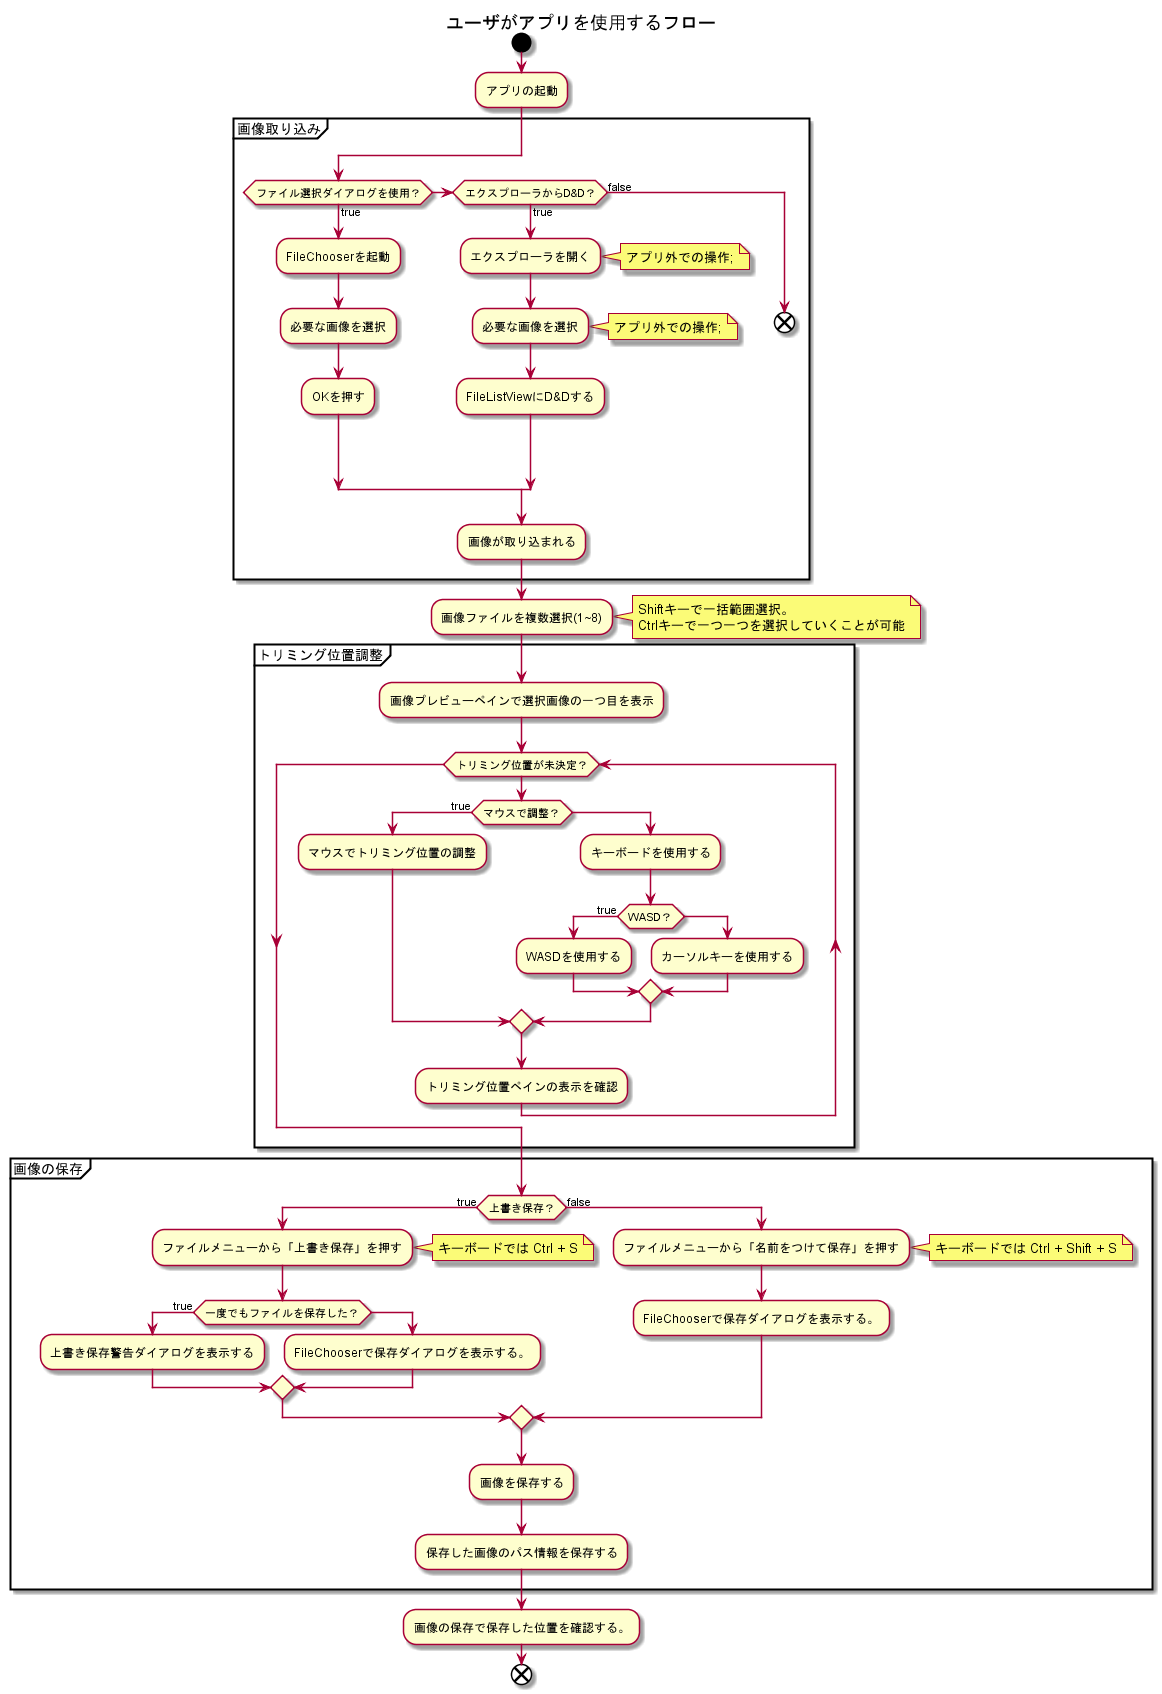 ユーザがアプリを使用するフロー
アプリの起動
画像取り込み
ファイル選択ダイアログを使用？
エクスプローラからD&D？
false
true
true
FileChooserを起動
エクスプローラを開く
アプリ外での操作;
必要な画像を選択
必要な画像を選択
アプリ外での操作;
OKを押す
FileListViewにD&Dする
画像が取り込まれる
画像ファイルを複数選択(1~8)
Shiftキーで一括範囲選択。
Ctrlキーで一つ一つを選択していくことが可能
トリミング位置調整
画像プレビューペインで選択画像の一つ目を表示
トリミング位置が未決定？
true
マウスで調整？
マウスでトリミング位置の調整
キーボードを使用する
true
WASD？
WASDを使用する
カーソルキーを使用する
トリミング位置ペインの表示を確認
画像の保存
true
上書き保存？
false
ファイルメニューから「上書き保存」を押す
キーボードでは Ctrl + S
ファイルメニューから「名前をつけて保存」を押す
キーボードでは Ctrl + Shift + S
true
一度でもファイルを保存した？
FileChooserで保存ダイアログを表示する。
上書き保存警告ダイアログを表示する
FileChooserで保存ダイアログを表示する。
画像を保存する
保存した画像のパス情報を保存する
画像の保存で保存した位置を確認する。